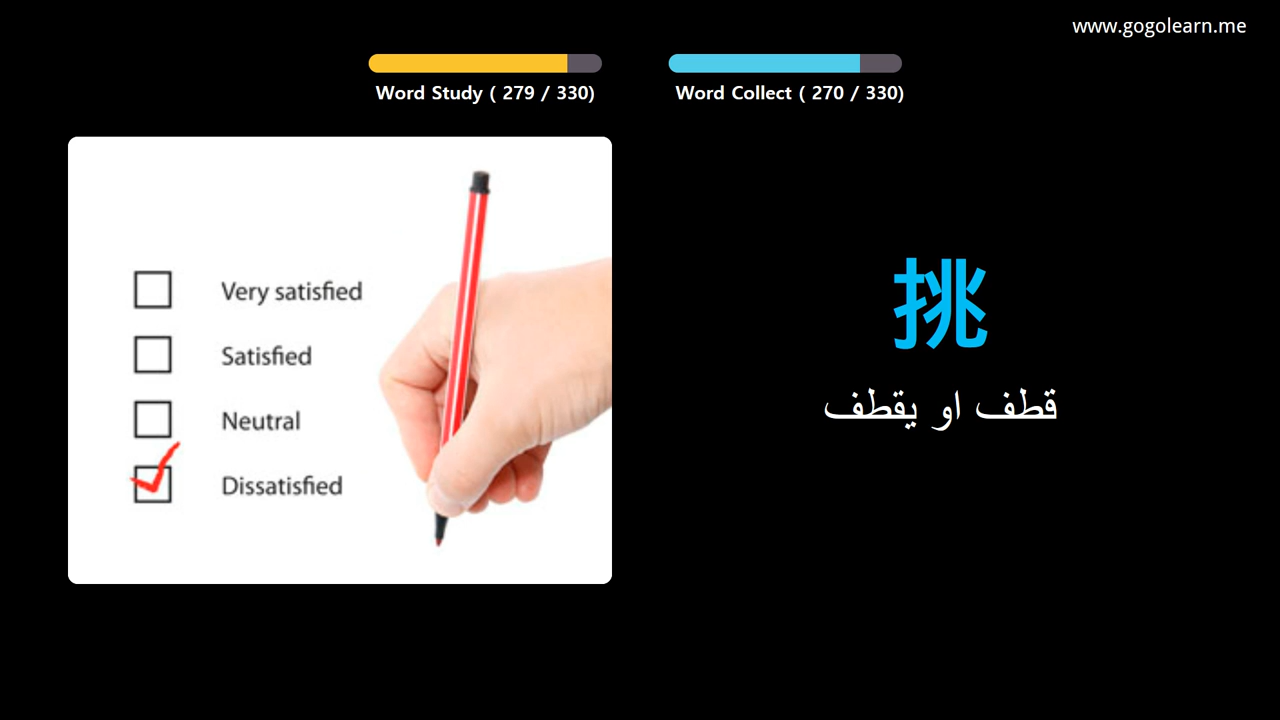 www.gogolearn.me
Word Study ( 279 / 330)
Word Collect ( 270 / 330)
Very satisfied
Satisfied
Neutral
Dissatisfied
挑
قطف او يقطف